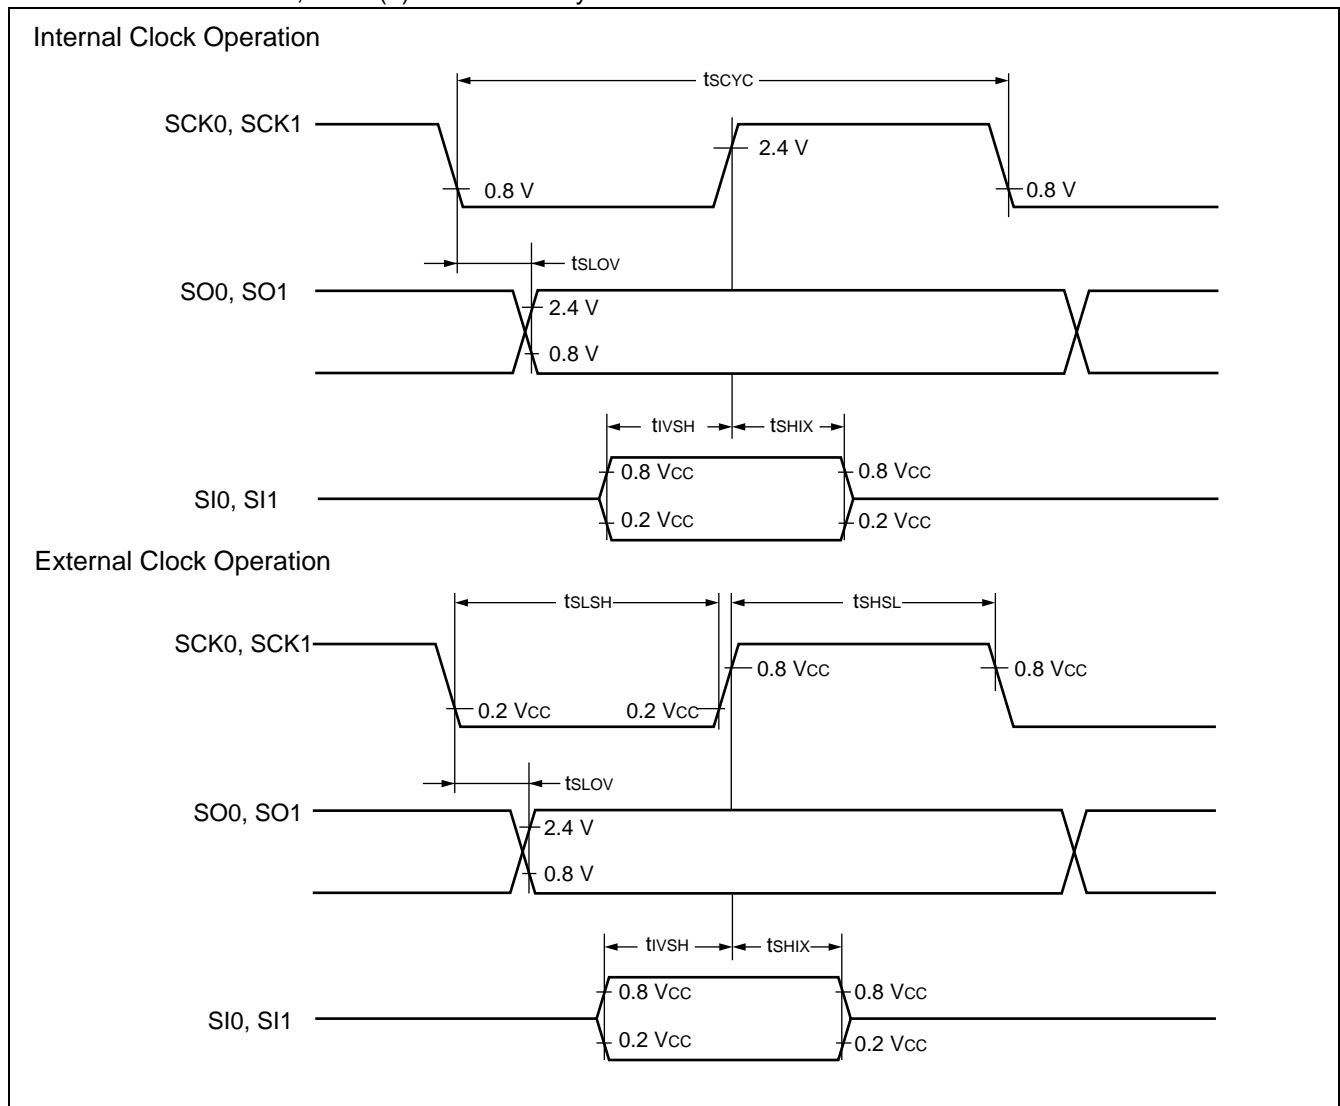 Internal Clock Operation
tSCYC
SCK0, SCK1
2.4 V
0.8 V
0.8 V
tSLOV
SO0, SO1
2.4 V
0.8 V
tIVSH
tSHIX
0.8 VCC
0.8 VCC
SI0, SI1
0.2 VCC
0.2 VCC
External Clock Operation
tSLSH
tSHSL
SCK0, SCK1
0.8 VCC
0.8 VCC
0.2 VCC
0.2 VCC
tSLOV
SO0, SO1
2.4 V
0.8 V
tIVSH
tSHIX
0.8 VCC
0.8 VCC
SI0, SI1
0.2 VCC
0.2 VCC